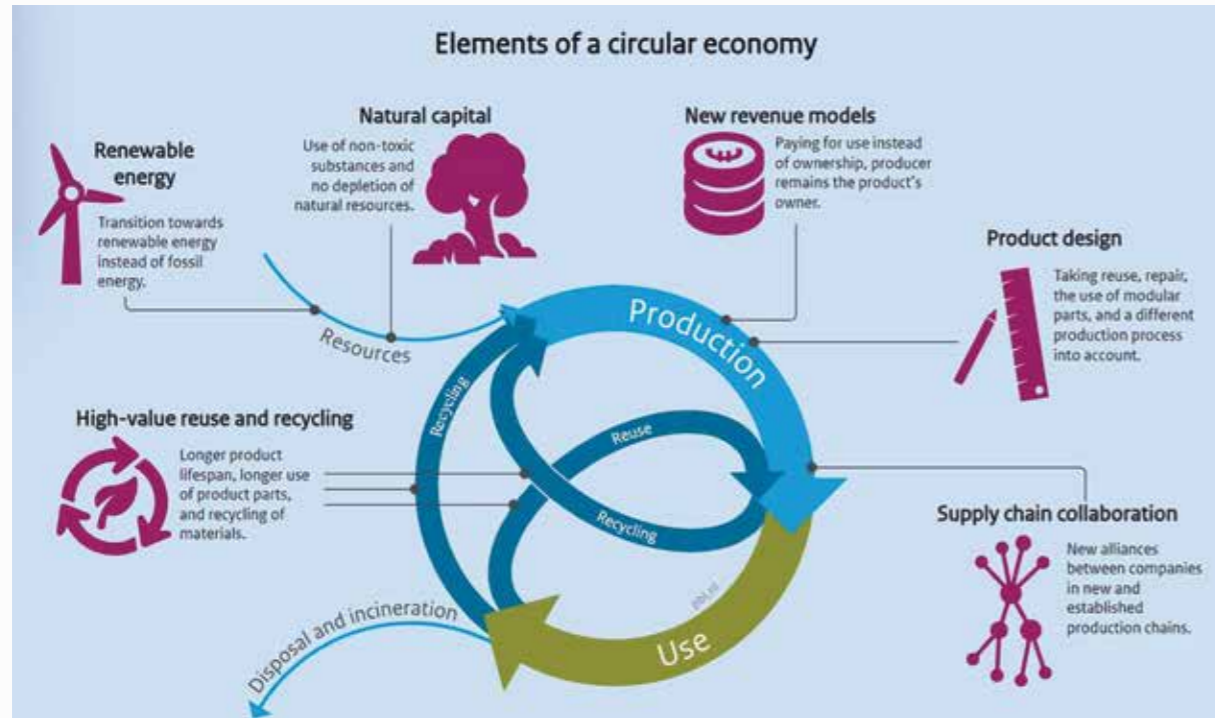 Elements of a circular economy
Renewable
energy
Transition towards
renewable energy
instead of fossil
energy.
Natural capital
Use of non-toxic
substances and
no depletion of
natural resources.
New revenue models
Paying for use instead
of ownership, producer
remains the product's
owner.
Product design
Taking reuse, repair,
the use of modular
parts, and a different
production process
into account.
Resources
Production
High-value reuse and recycling
Longer product
lifespan, longer use
of product parts,
and recycling of
materials.
Recycling
Reuse
Recycling
Supply chain collaboration
New alliances
between companies
in new and
established
production chains.
pbl.nl
Use
Disposal and incineration